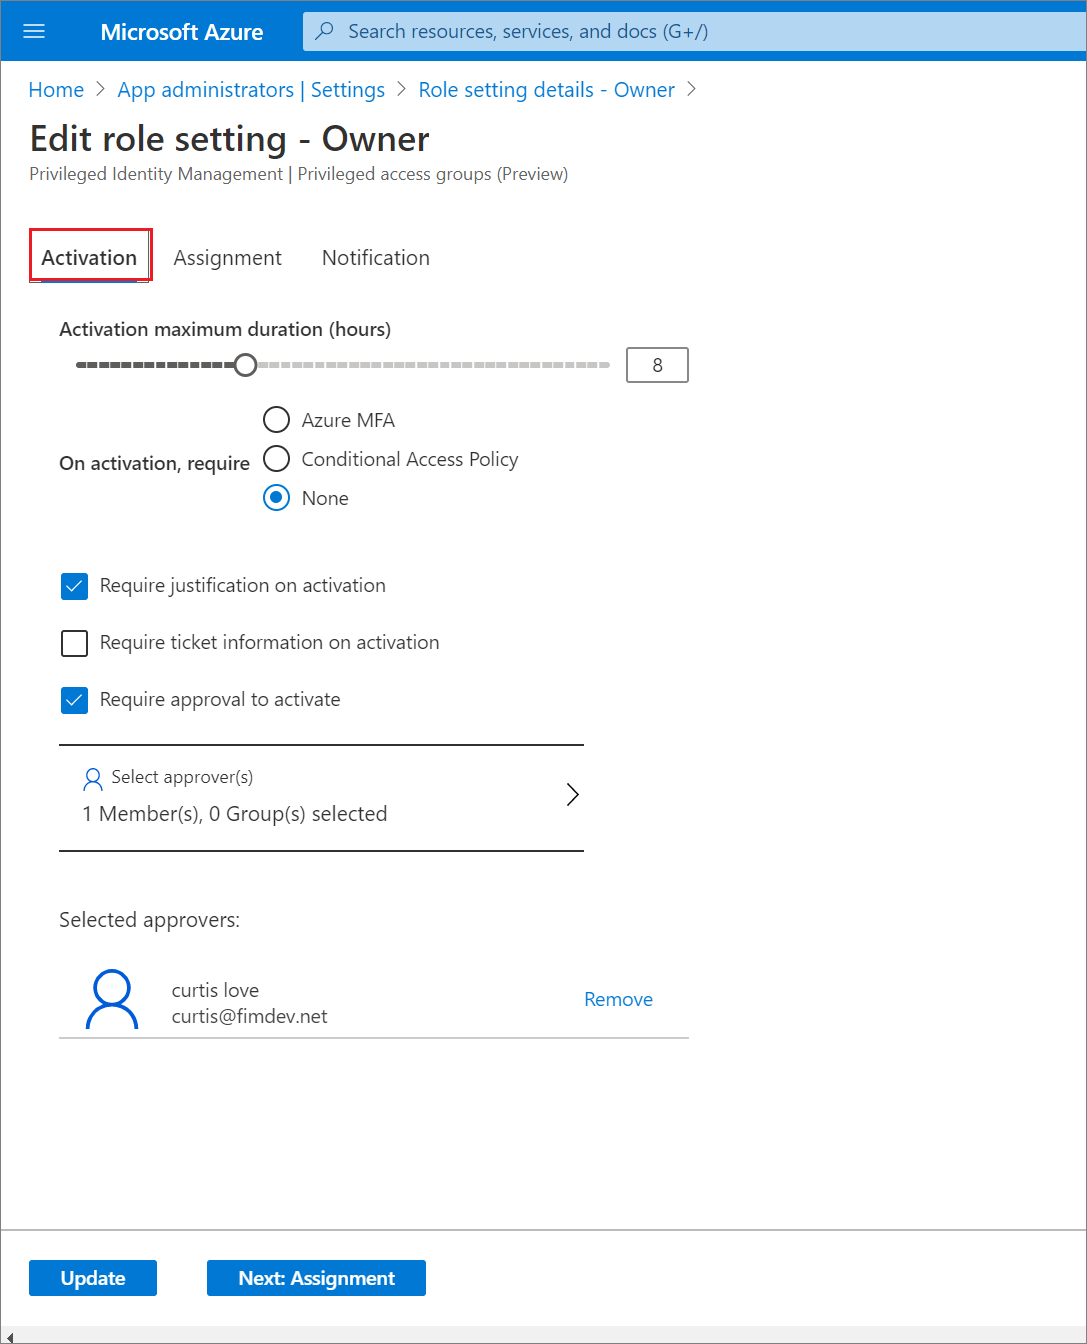 Microsoft Azure
Search resources, services, and docs (G+/)
Home > App administrators | Settings > Role setting details - Owner >
Edit role setting - Owner
Privileged Identity Management | Privileged access groups (Preview)
Activation Assignment Notification
Activation maximum duration (hours)
8
Azure MFA
On activation, require
Conditional Access Policy
None
Require justification on activation
Require ticket information on activation
Require approval to activate
Select approver(s)
1 Member(s), 0 Group(s) selected
Selected approvers:
curtis love
curtis@fimdev.net
Remove
Update
Next: Assignment